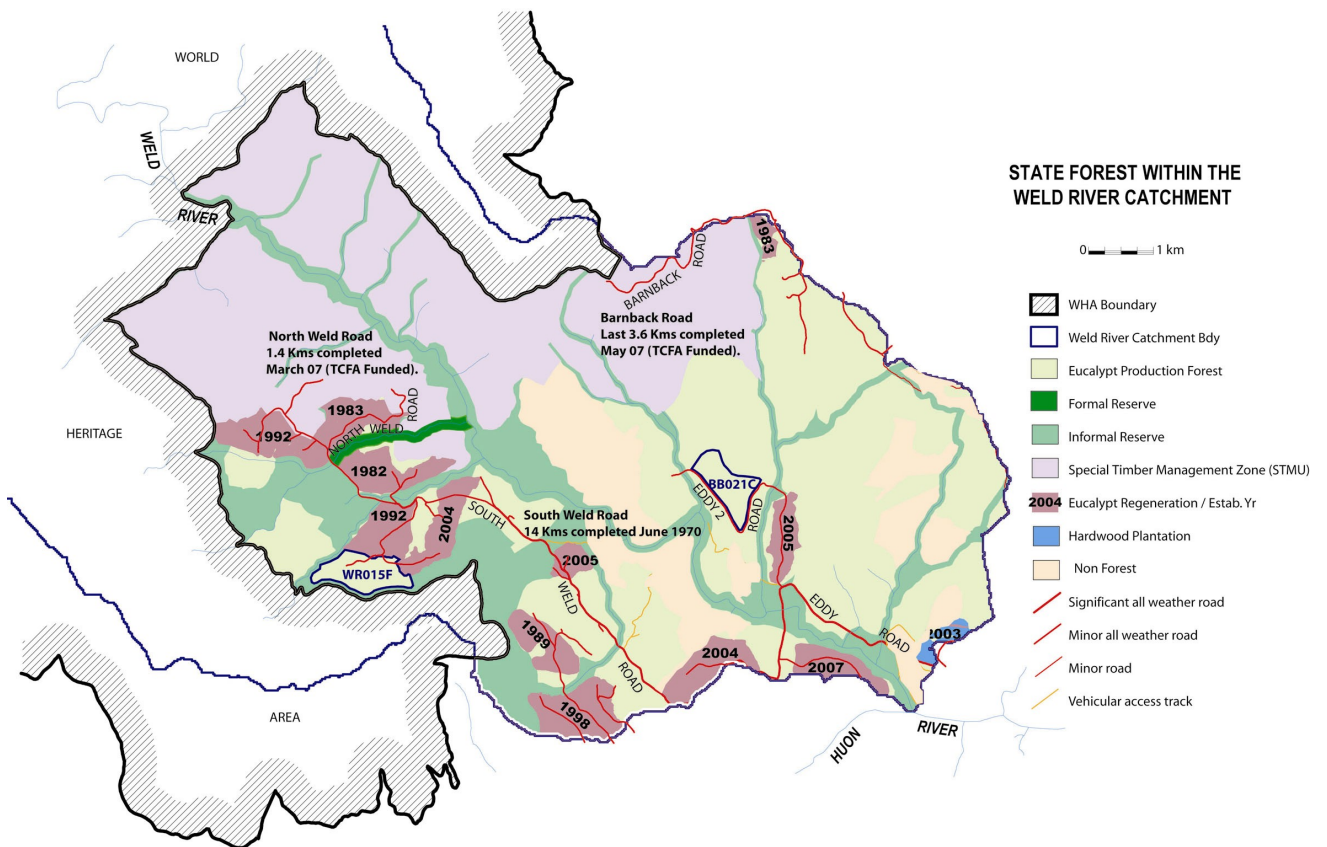 WORLD
WELD
RIVER
HERITAGE
AREA
STATE FOREST WITHIN THE
WELD RIVER CATCHMENT
0 1 km
WHA Boundary
Weld River Catchment Bdy
Eucalypt Production Forest
Formal Reserve
Informal Reserve
Special Timber Management Zone (STMU)
2004 Eucalypt Regeneration / Estab. Yr
Hardwood Plantation
Non Forest
Significant all weather road
Minor all weather road
Minor road
Vehicular access track
1983
BARNBACK ROAD
Barnback Road
Last 3.6 Kms completed
May 07 (TCFA Funded).
North Weld Road
1.4 Kms completed
March 07 (TCFA Funded).
1983
1992
NORTH WELD ROAD
1982
1992
2004
WR015F
SOUTH WELD ROAD
South Weld Road
14 Kms completed June 1970
2005
1989
1998
BB021C
EDDY 2 ROAD
2005
EDDY ROAD
2003
2004
2007
HUON RIVER